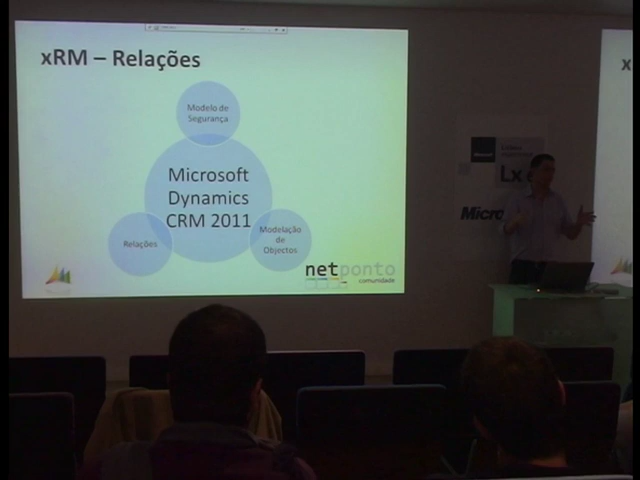 xRM – Relações
Modelo de
Segurança
Microsoft
Dynamics
CRM 2011
Relações
Modelação
de
Objectos
netponto
comunidade
x
Lx
Micro